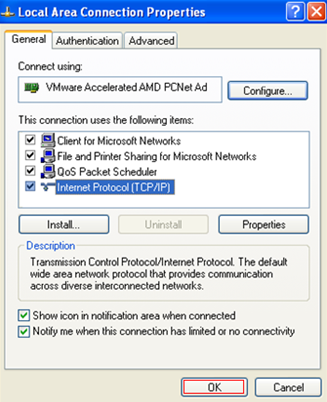 Local Area Connection Properties
General Authentication Advanced
Connect using:
VMware Accelerated AMD PCNet Ad
Configure...
This connection uses the following items:
Client for Microsoft Networks
File and Printer Sharing for Microsoft Networks
QoS Packet Scheduler
Internet Protocol (TCP/IP)
Install... Uninstall Properties
Description
Transmission Control Protocol/Internet Protocol. The default
wide area network protocol that provides communication
across diverse interconnected networks.
Show icon in notification area when connected
Notify me when this connection has limited or no connectivity
OK Cancel